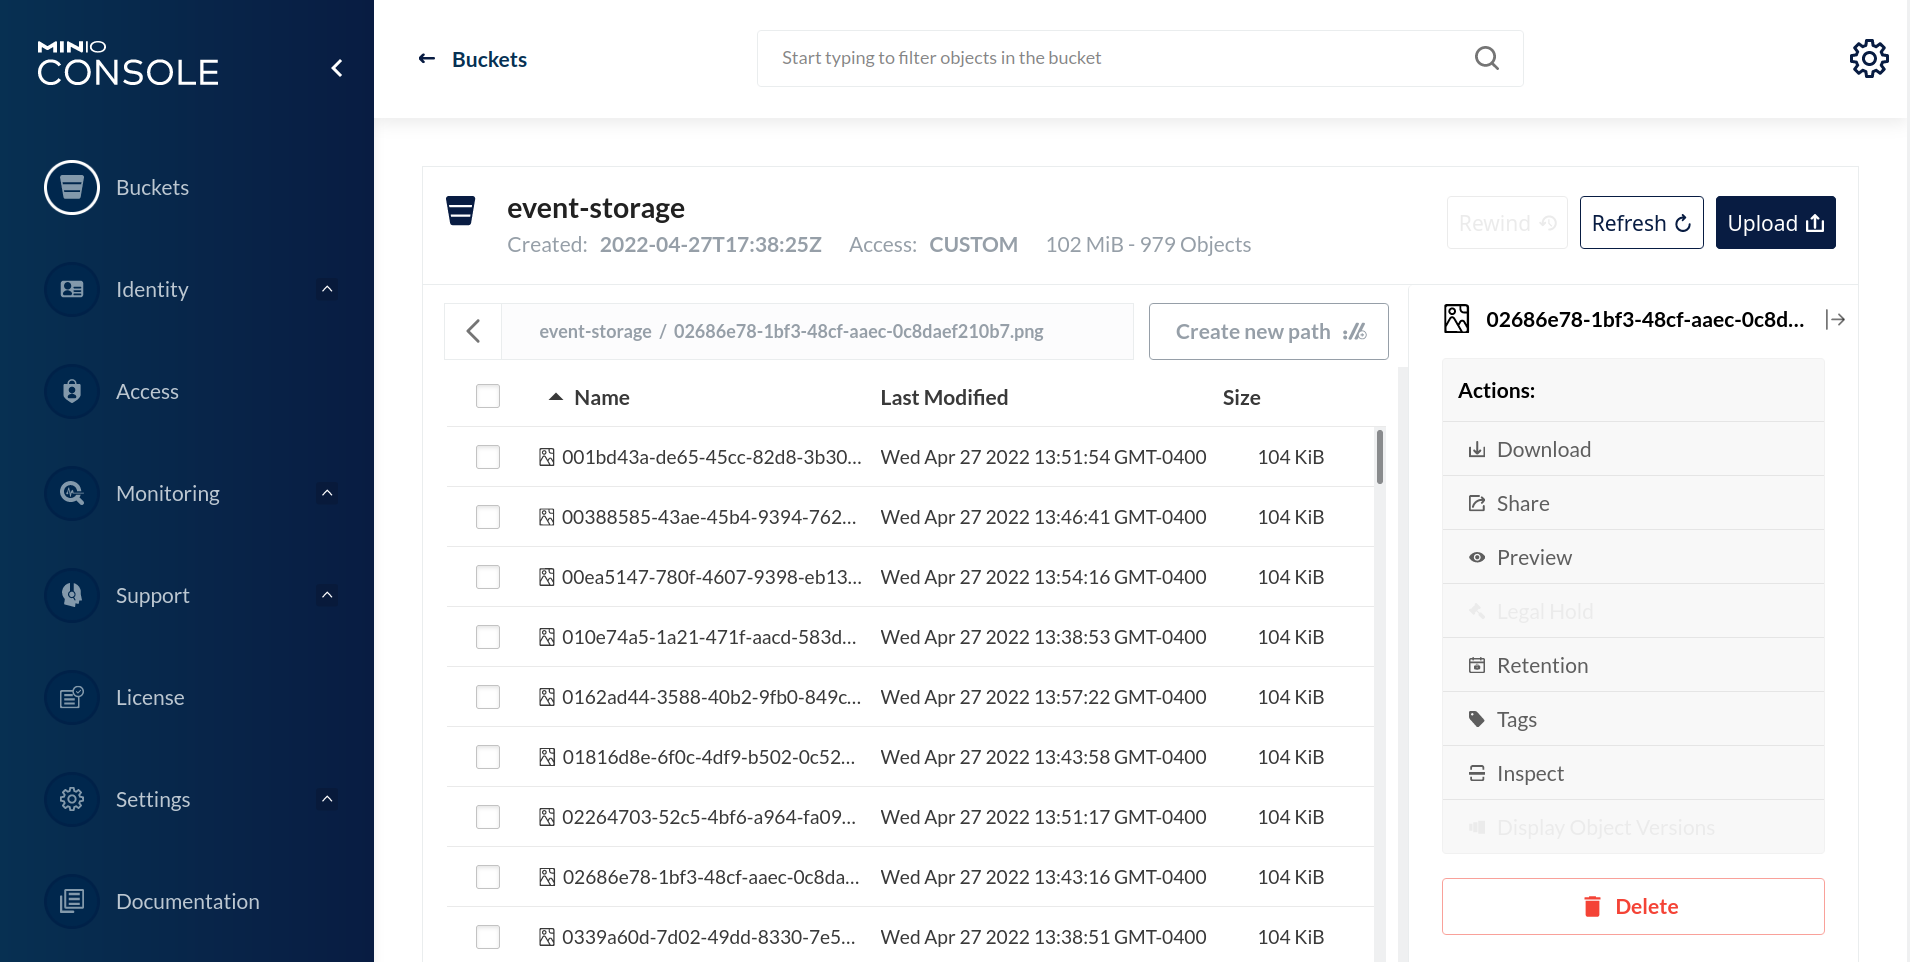 MINIO
CONSOLE
Buckets
Identity
Access
Monitoring
Support
License
Settings
Documentation
Buckets
Start typing to filter objects in the bucket
event-storage
Created: 2022-04-27T17:38:25Z Access: CUSTOM 102 MiB - 979 Objects
Rewind
Refresh
Upload
event-storage / 02686e78-1bf3-48cf-aaec-0c8daef210b7.png
Create new path
Name Last Modified Size
001bd43a-de65-45cc-82d8-3b30... Wed Apr 27 2022 13:51:54 GMT-0400 104 KiB
00388585-43ae-45b4-9394-762... Wed Apr 27 2022 13:46:41 GMT-0400 104 KiB
00ea5147-780f-4607-9398-eb13... Wed Apr 27 2022 13:54:16 GMT-0400 104 KiB
010e74a5-1a21-471f-aacd-583d... Wed Apr 27 2022 13:38:53 GMT-0400 104 KiB
0162ad44-3588-40b2-9fb0-849c... Wed Apr 27 2022 13:57:22 GMT-0400 104 KiB
01816d8e-6f0c-4df9-b502-0c52... Wed Apr 27 2022 13:43:58 GMT-0400 104 KiB
02264703-52c5-4bf6-a964-fa09... Wed Apr 27 2022 13:51:17 GMT-0400 104 KiB
02686e78-1bf3-48cf-aaec-0c8da... Wed Apr 27 2022 13:43:16 GMT-0400 104 KiB
0339a60d-7d02-49dd-8330-7e5... Wed Apr 27 2022 13:38:51 GMT-0400 104 KiB
02686e78-1bf3-48cf-aaec-0c8d...
Actions:
Download
Share
Preview
Legal Hold
Retention
Tags
Inspect
Display Object Versions
Delete